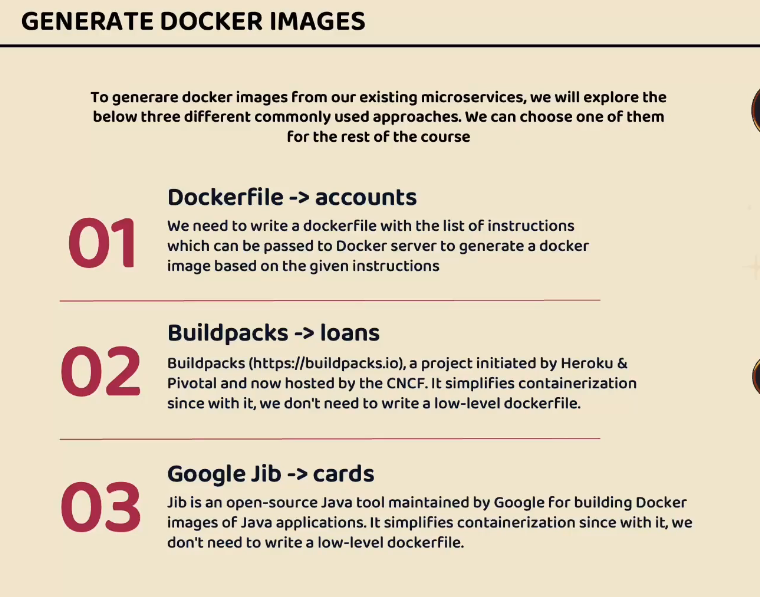 GENERATE DOCKER IMAGES
To generare docker images from our existing microservices, we will explore the
below three different commonly used approaches. We can choose one of them
for the rest of the course
01
Dockerfile -> accounts
We need to write a dockerfile with the list of instructions
which can be passed to Docker server to generate a docker
image based on the given instructions
02
Buildpacks -> loans
Buildpacks (https://buildpacks.io), a project initiated by Heroku &
Pivotal and now hosted by the CNCF. It simplifies containerization
since with it, we don't need to write a low-level dockerfile.
03
Google Jib -> cards
Jib is an open-source Java tool maintained by Google for building Docker
images of Java applications. It simplifies containerization since with it, we
don't need to write a low-level dockerfile.